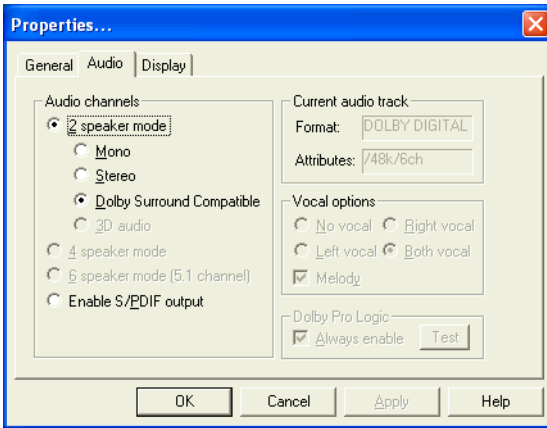 Properties...
General Audio Display
Audio channels
2 speaker mode
Mono
Stereo
Dolby Surround Compatible
3D audio
4 speaker mode
6 speaker mode (5.1 channel)
Enable S/PDIF output
Current audio track
Format: DOLBY DIGITAL
Attributes: /48k/6ch
Vocal options
No vocal Right vocal
Left vocal Both vocal
Melody
Dolby Pro Logic
Always enable Test
OK Cancel Apply Help